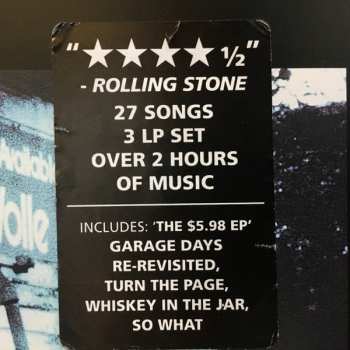 "★★★★ ½"
- ROLLING STONE
27 SONGS
3 LP SET
OVER 2 HOURS
OF MUSIC
INCLUDES: 'THE $5.98 EP'
GARAGE DAYS
RE-REVISITED,
TURN THE PAGE,
WHISKEY IN THE JAR,
SO WHAT